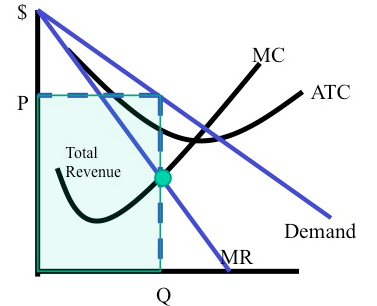 $
MC
ATC
P
Total
Revenue
Demand
MR
Q